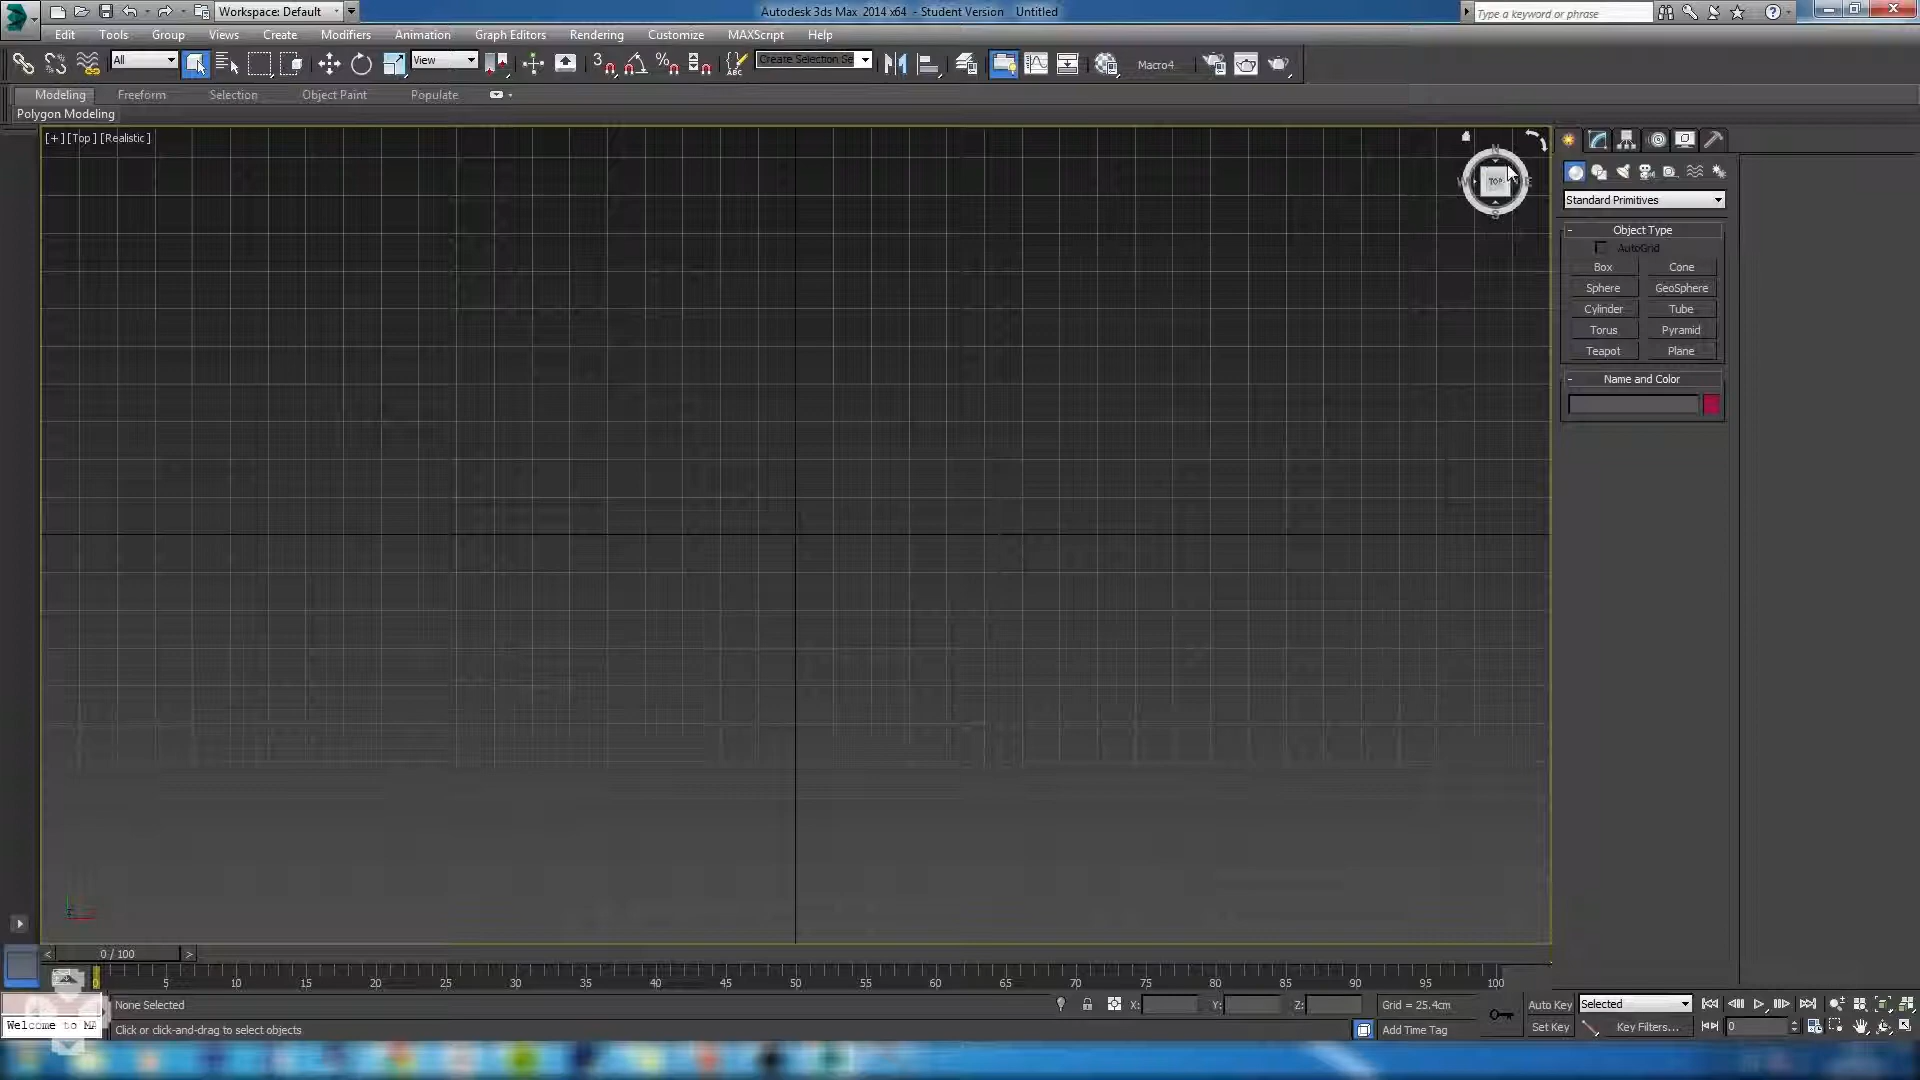 Workspace: Default
Autodesk 3ds Max 2014 x64 - Student Version Untitled
Type a keyword or phrase
Edit Tools Group Views Create Modifiers Animation Graph Editors Rendering Customize MAXScript Help
All View 3 % ABC Create Selection Se Macro4
Modeling Freeform Selection Object Paint Populate
Polygon Modeling
[+] [Top] [Realistic]
N
W TOP E
S
Standard Primitives
- Object Type
AutoGrid
Box Cone
Sphere GeoSphere
Cylinder Tube
Torus Pyramid
Teapot Plane
- Name and Color
< 0 / 100 >
0 5 10 15 20 25 30 35 40 45 50 55 60 65 70 75 80 85 90 95 100
None Selected X: Y: Z: Grid = 25.4cm Auto Key Selected
Welcome to MA Click or click-and-drag to select objects Add Time Tag Set Key Key Filters... 0